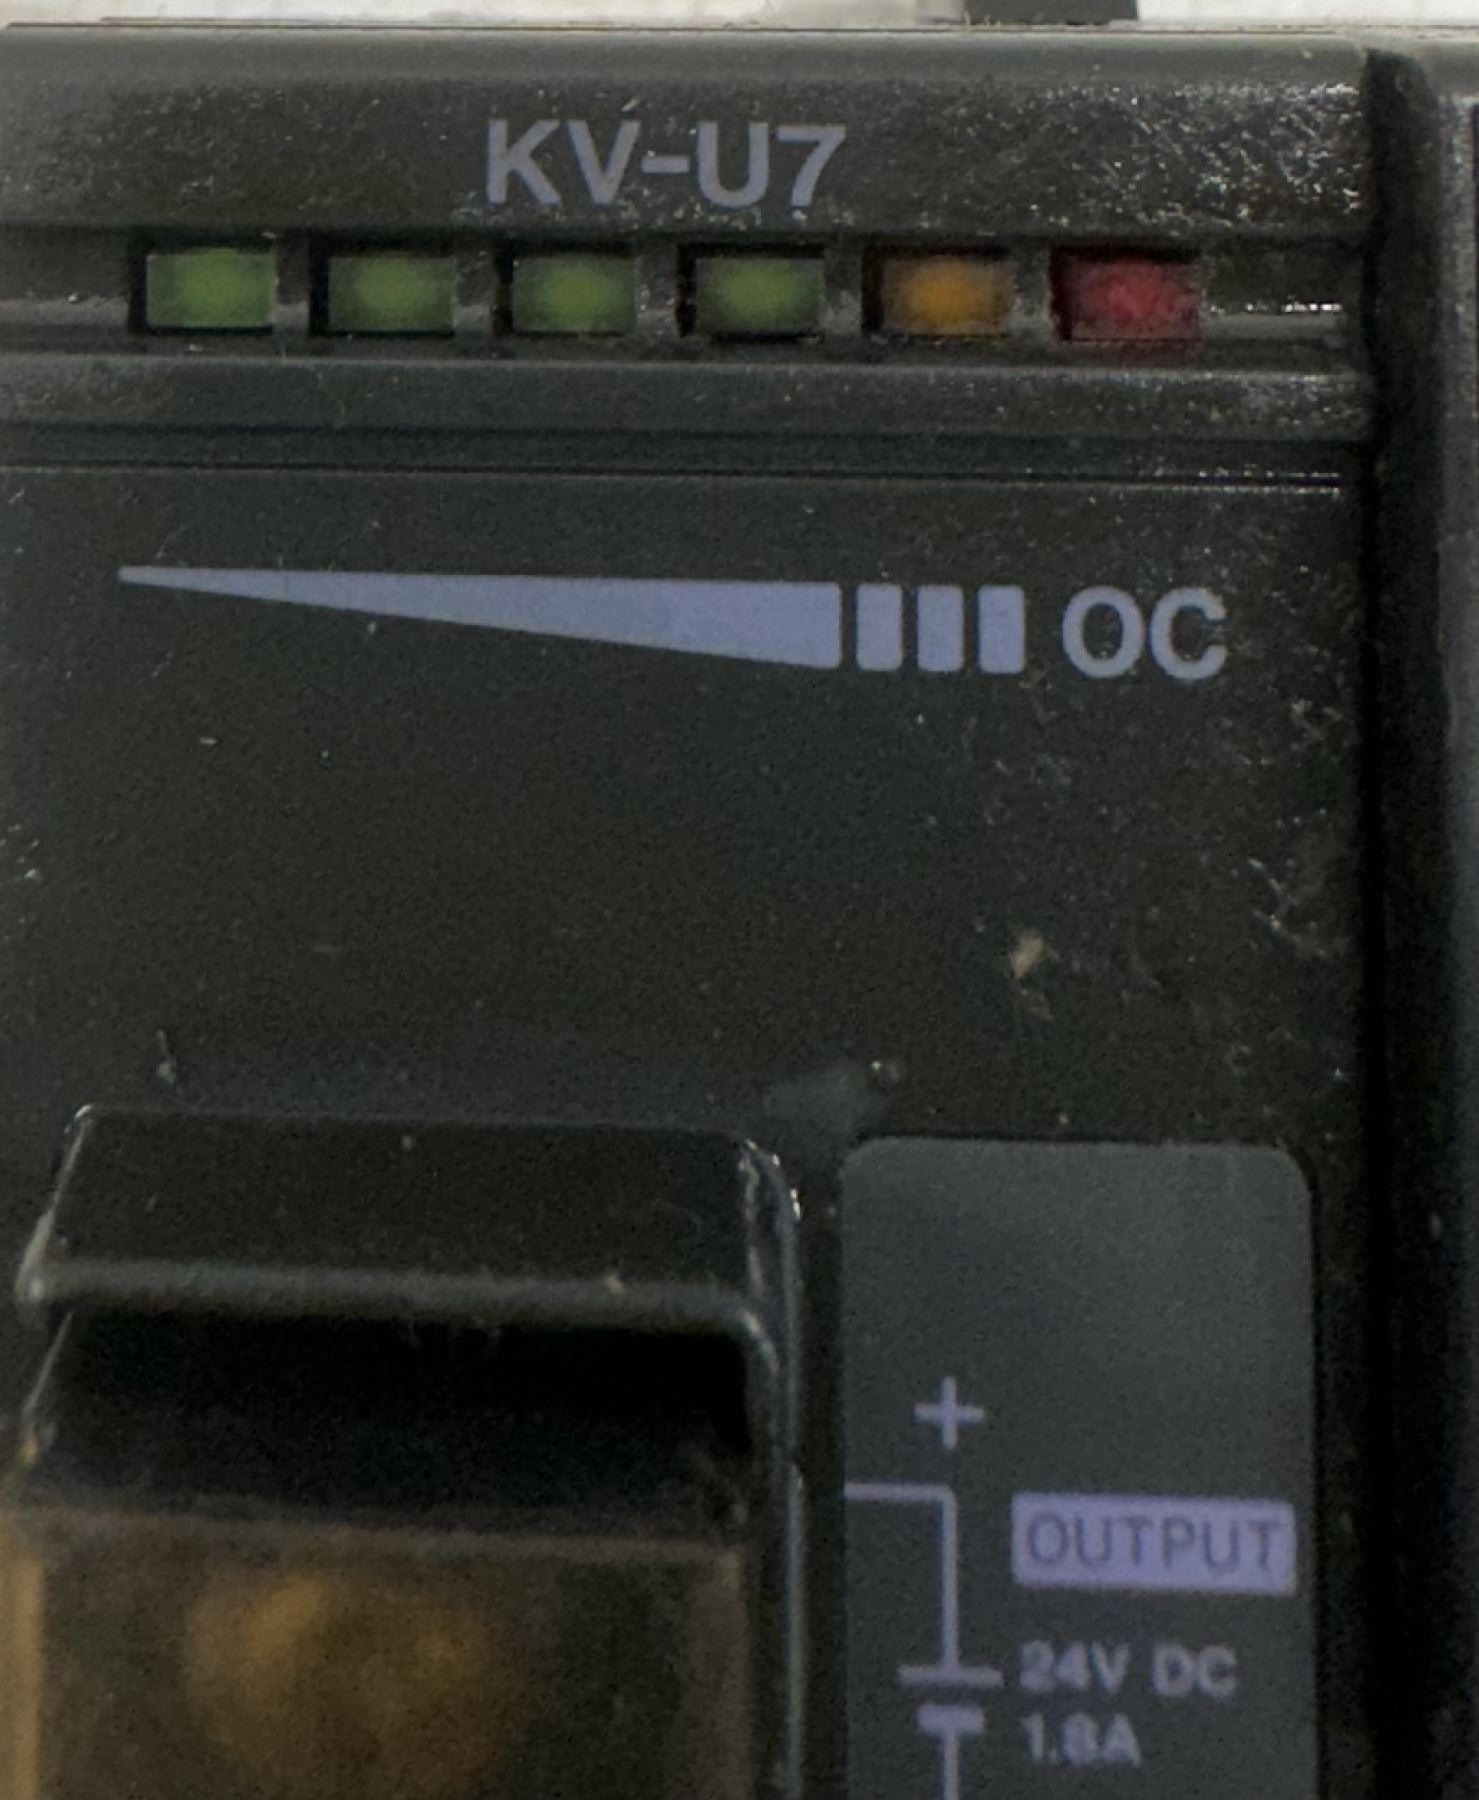 KV-U7
OC
+
OUTPUT
24V DC
1.8A